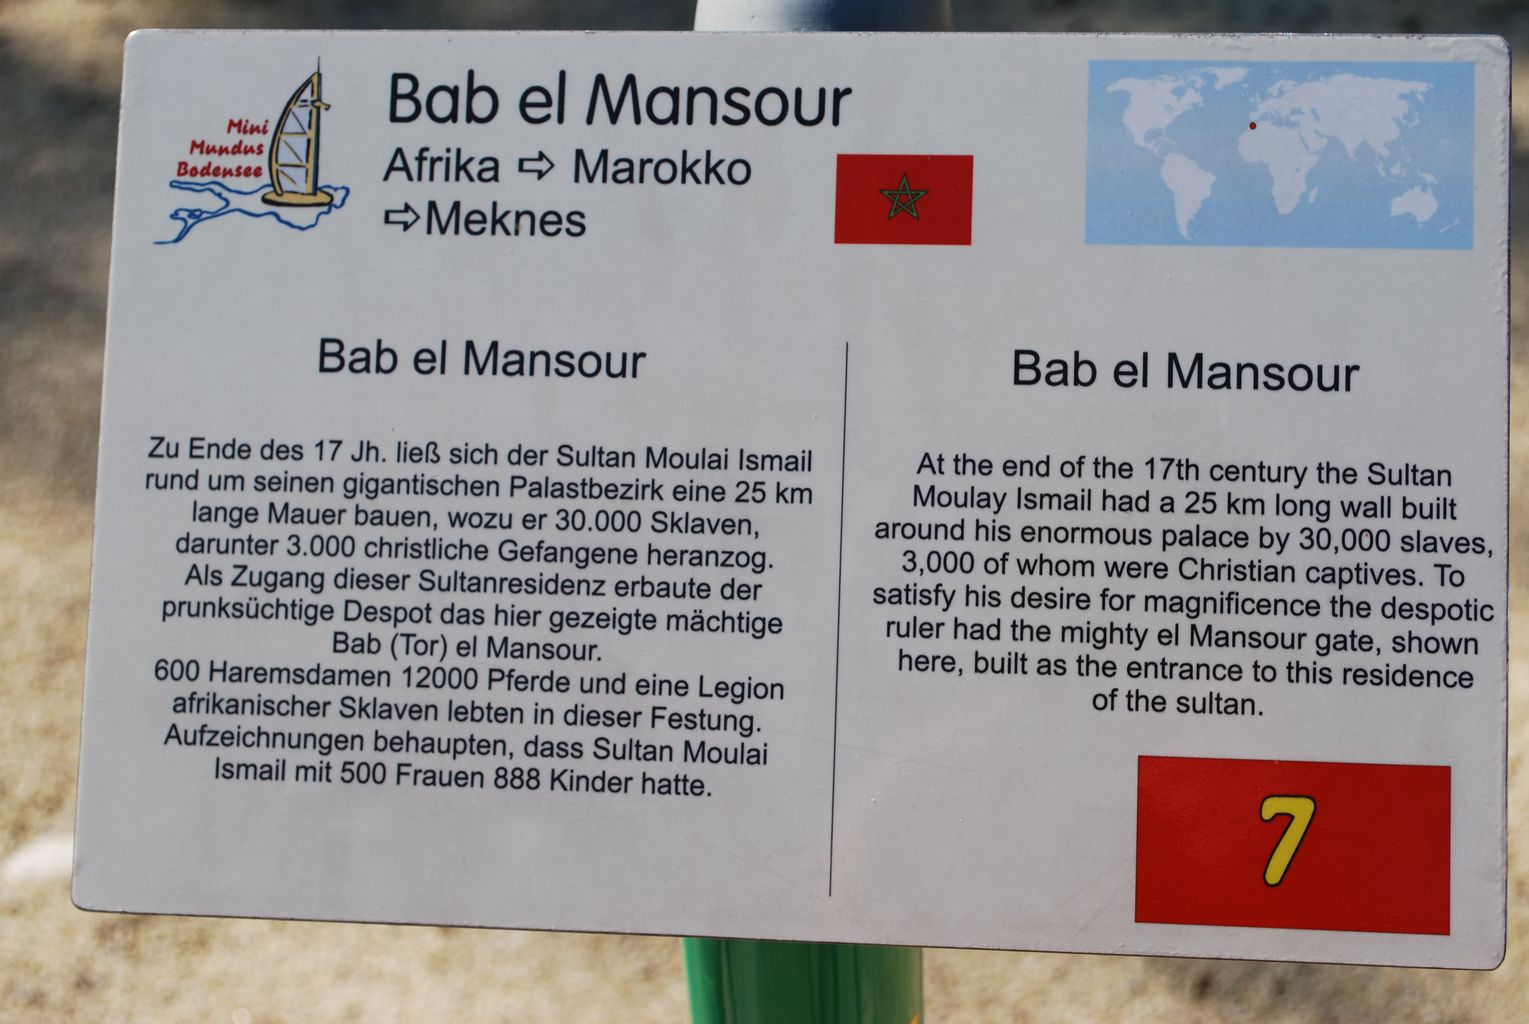 Mini
Mundus
Bodensee
Bab el Mansour
Afrika ⇨ Marokko
⇨Meknes
Bab el Mansour
Zu Ende des 17 Jh. ließ sich der Sultan Moulai Ismail
rund um seinen gigantischen Palastbezirk eine 25 km
lange Mauer bauen, wozu er 30.000 Sklaven,
darunter 3.000 christliche Gefangene heranzog.
Als Zugang dieser Sultanresidenz erbaute der
prunksüchtige Despot das hier gezeigte mächtige
Bab (Tor) el Mansour.
600 Haremsdamen 12000 Pferde und eine Legion
afrikanischer Sklaven lebten in dieser Festung.
Aufzeichnungen behaupten, dass Sultan Moulai
Ismail mit 500 Frauen 888 Kinder hatte.
Bab el Mansour
At the end of the 17th century the Sultan
Moulay Ismail had a 25 km long wall built
around his enormous palace by 30,000 slaves,
3,000 of whom were Christian captives. To
satisfy his desire for magnificence the despotic
ruler had the mighty el Mansour gate, shown
here, built as the entrance to this residence
of the sultan.
7